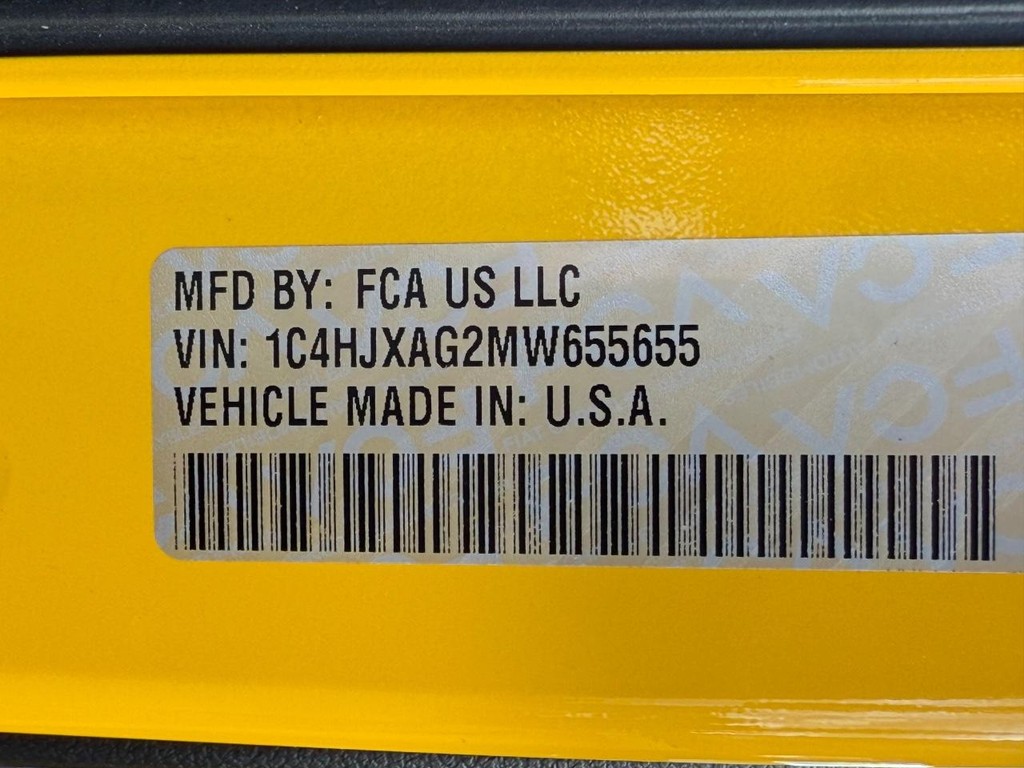 MFD BY: FCA US LLC
VIN: 1C4HJXAG2MW655655
VEHICLE MADE IN: U.S.A.